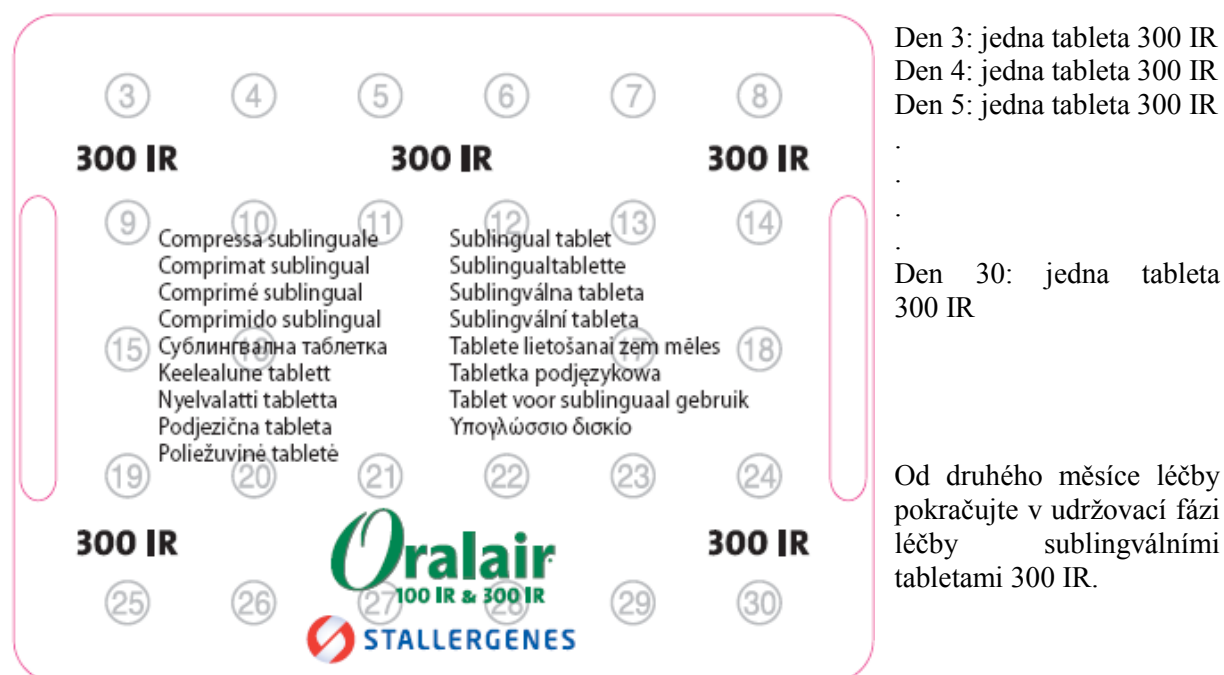 3 4 5 6 7 8
300 IR 300 IR 300 IR
9 10 11 12 13 14
Compressa sublinguale
Comprimat sublingual
Comprimé sublingual
Comprimido sublingual
Сублингвална таблетка
Keelealune tablett
Nyelvalatti tabletta
Podjezična tableta
Poliežuvinė tabletė
Sublingual tablet
Sublingualtablette
Sublingválna tableta
Sublingvální tableta
Tablete lietošanai zem mēles
Tabletka podjęzykowa
Tablet voor sublinguaal gebruik
Υπογλώσσιο δισκίο
15 16 17 18
19 20 21 22 23 24
300 IR 300 IR
Oralair
100 IR & 300 IR
25 26 27 28 29 30
STALLERGENES
Den 3: jedna tableta 300 IR
Den 4: jedna tableta 300 IR
Den 5: jedna tableta 300 IR
.
.
.
.
Den 30: jedna tableta
300 IR
Od druhého měsíce léčby
pokračujte v udržovací fázi
léčby sublingválními
tabletami 300 IR.